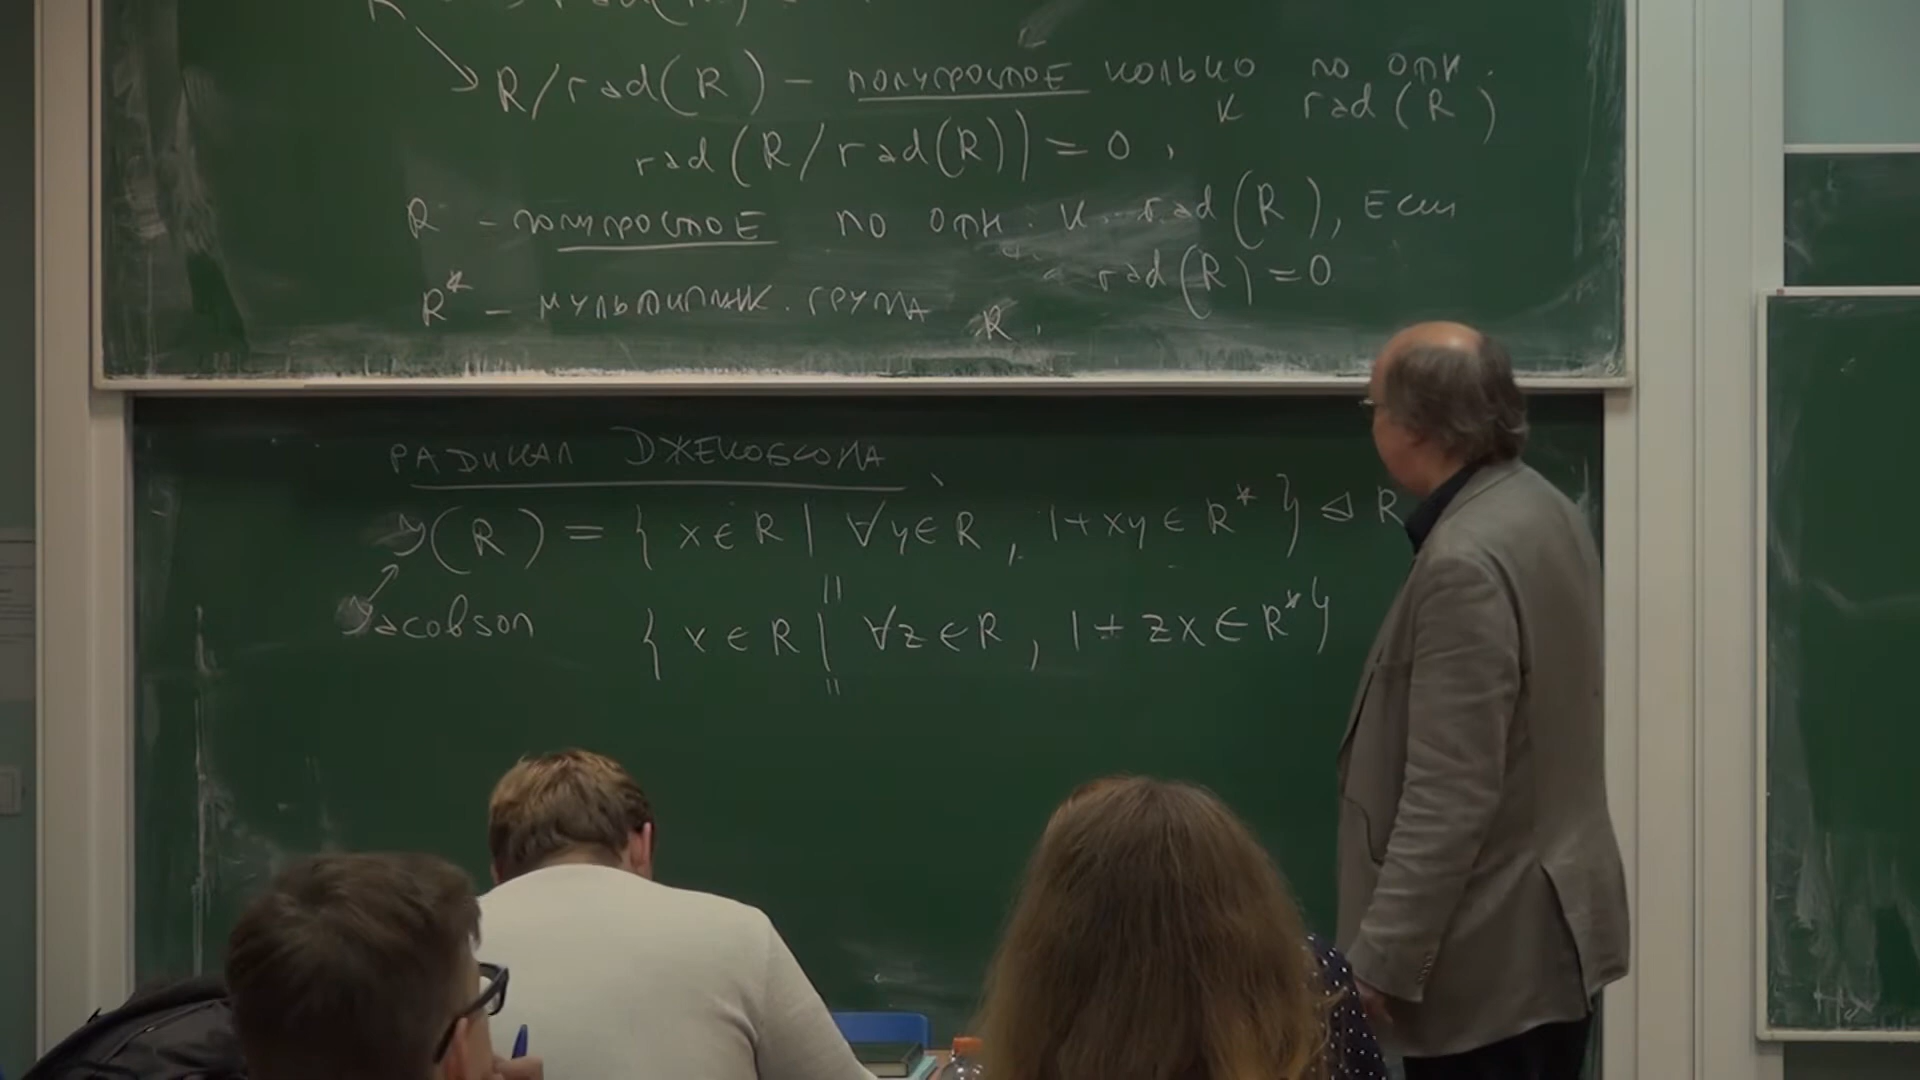 R/rad(R) – полупростое кольцо по отн. к rad(R)
rad(R/rad(R)) = 0,
R – полупростое по отн. к rad(R), если
rad(R) = 0
R* – мультиплик. група R.
РАДИКАЛ ДЖЕКОБСОНА
J(R) = { x ∈ R | ∀y ∈ R, 1+xy ∈ R* } ⊴ R
||
Jacobson { x ∈ R | ∀z ∈ R, 1+zx ∈ R* }
||